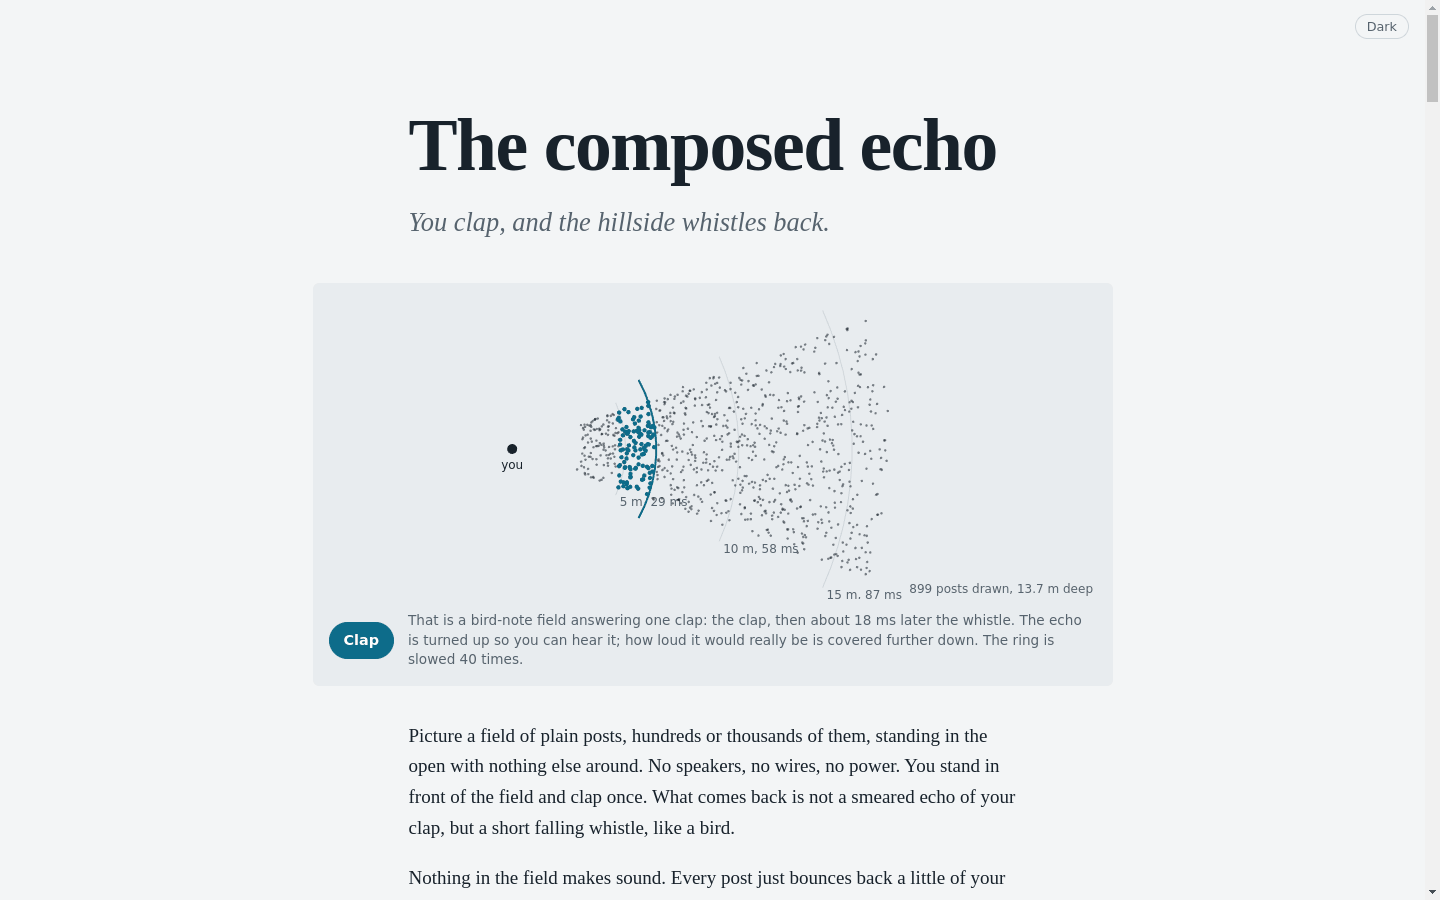 Dark
The composed echo
You clap, and the hillside whistles back.
you
5 m, 29 ms
10 m, 58 ms
15 m. 87 ms
899 posts drawn, 13.7 m deep
Clap
That is a bird-note field answering one clap: the clap, then about 18 ms later the whistle. The echo
is turned up so you can hear it; how loud it would really be is covered further down. The ring is
slowed 40 times.
Picture a field of plain posts, hundreds or thousands of them, standing in the
open with nothing else around. No speakers, no wires, no power. You stand in
front of the field and clap once. What comes back is not a smeared echo of your
clap, but a short falling whistle, like a bird.
Nothing in the field makes sound. Every post just bounces back a little of your